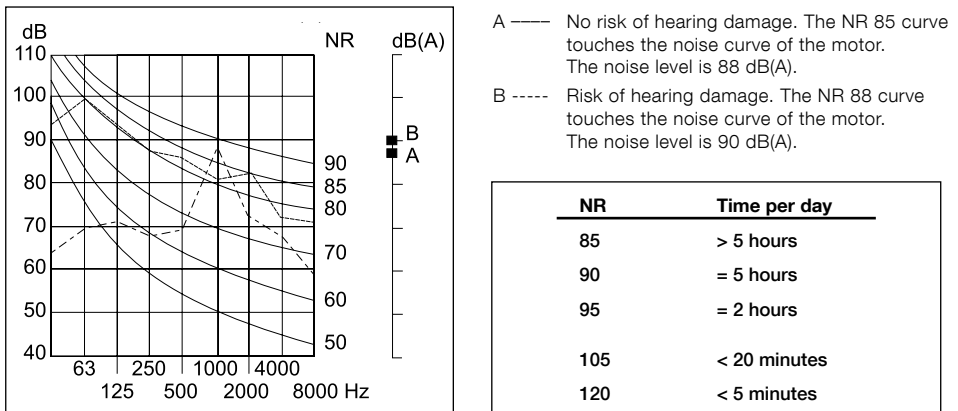 dB
NR
dB(A)
110
100
90
80
70
60
50
40
B
A
90
85
80
70
60
50
63 250 1000 4000
125 500 2000 8000 Hz
A –––– No risk of hearing damage. The NR 85 curve
touches the noise curve of the motor.
The noise level is 88 dB(A).
B ----- Risk of hearing damage. The NR 88 curve
touches the noise curve of the motor.
The noise level is 90 dB(A).
NR Time per day
85 > 5 hours
90 = 5 hours
95 = 2 hours
105 < 20 minutes
120 < 5 minutes